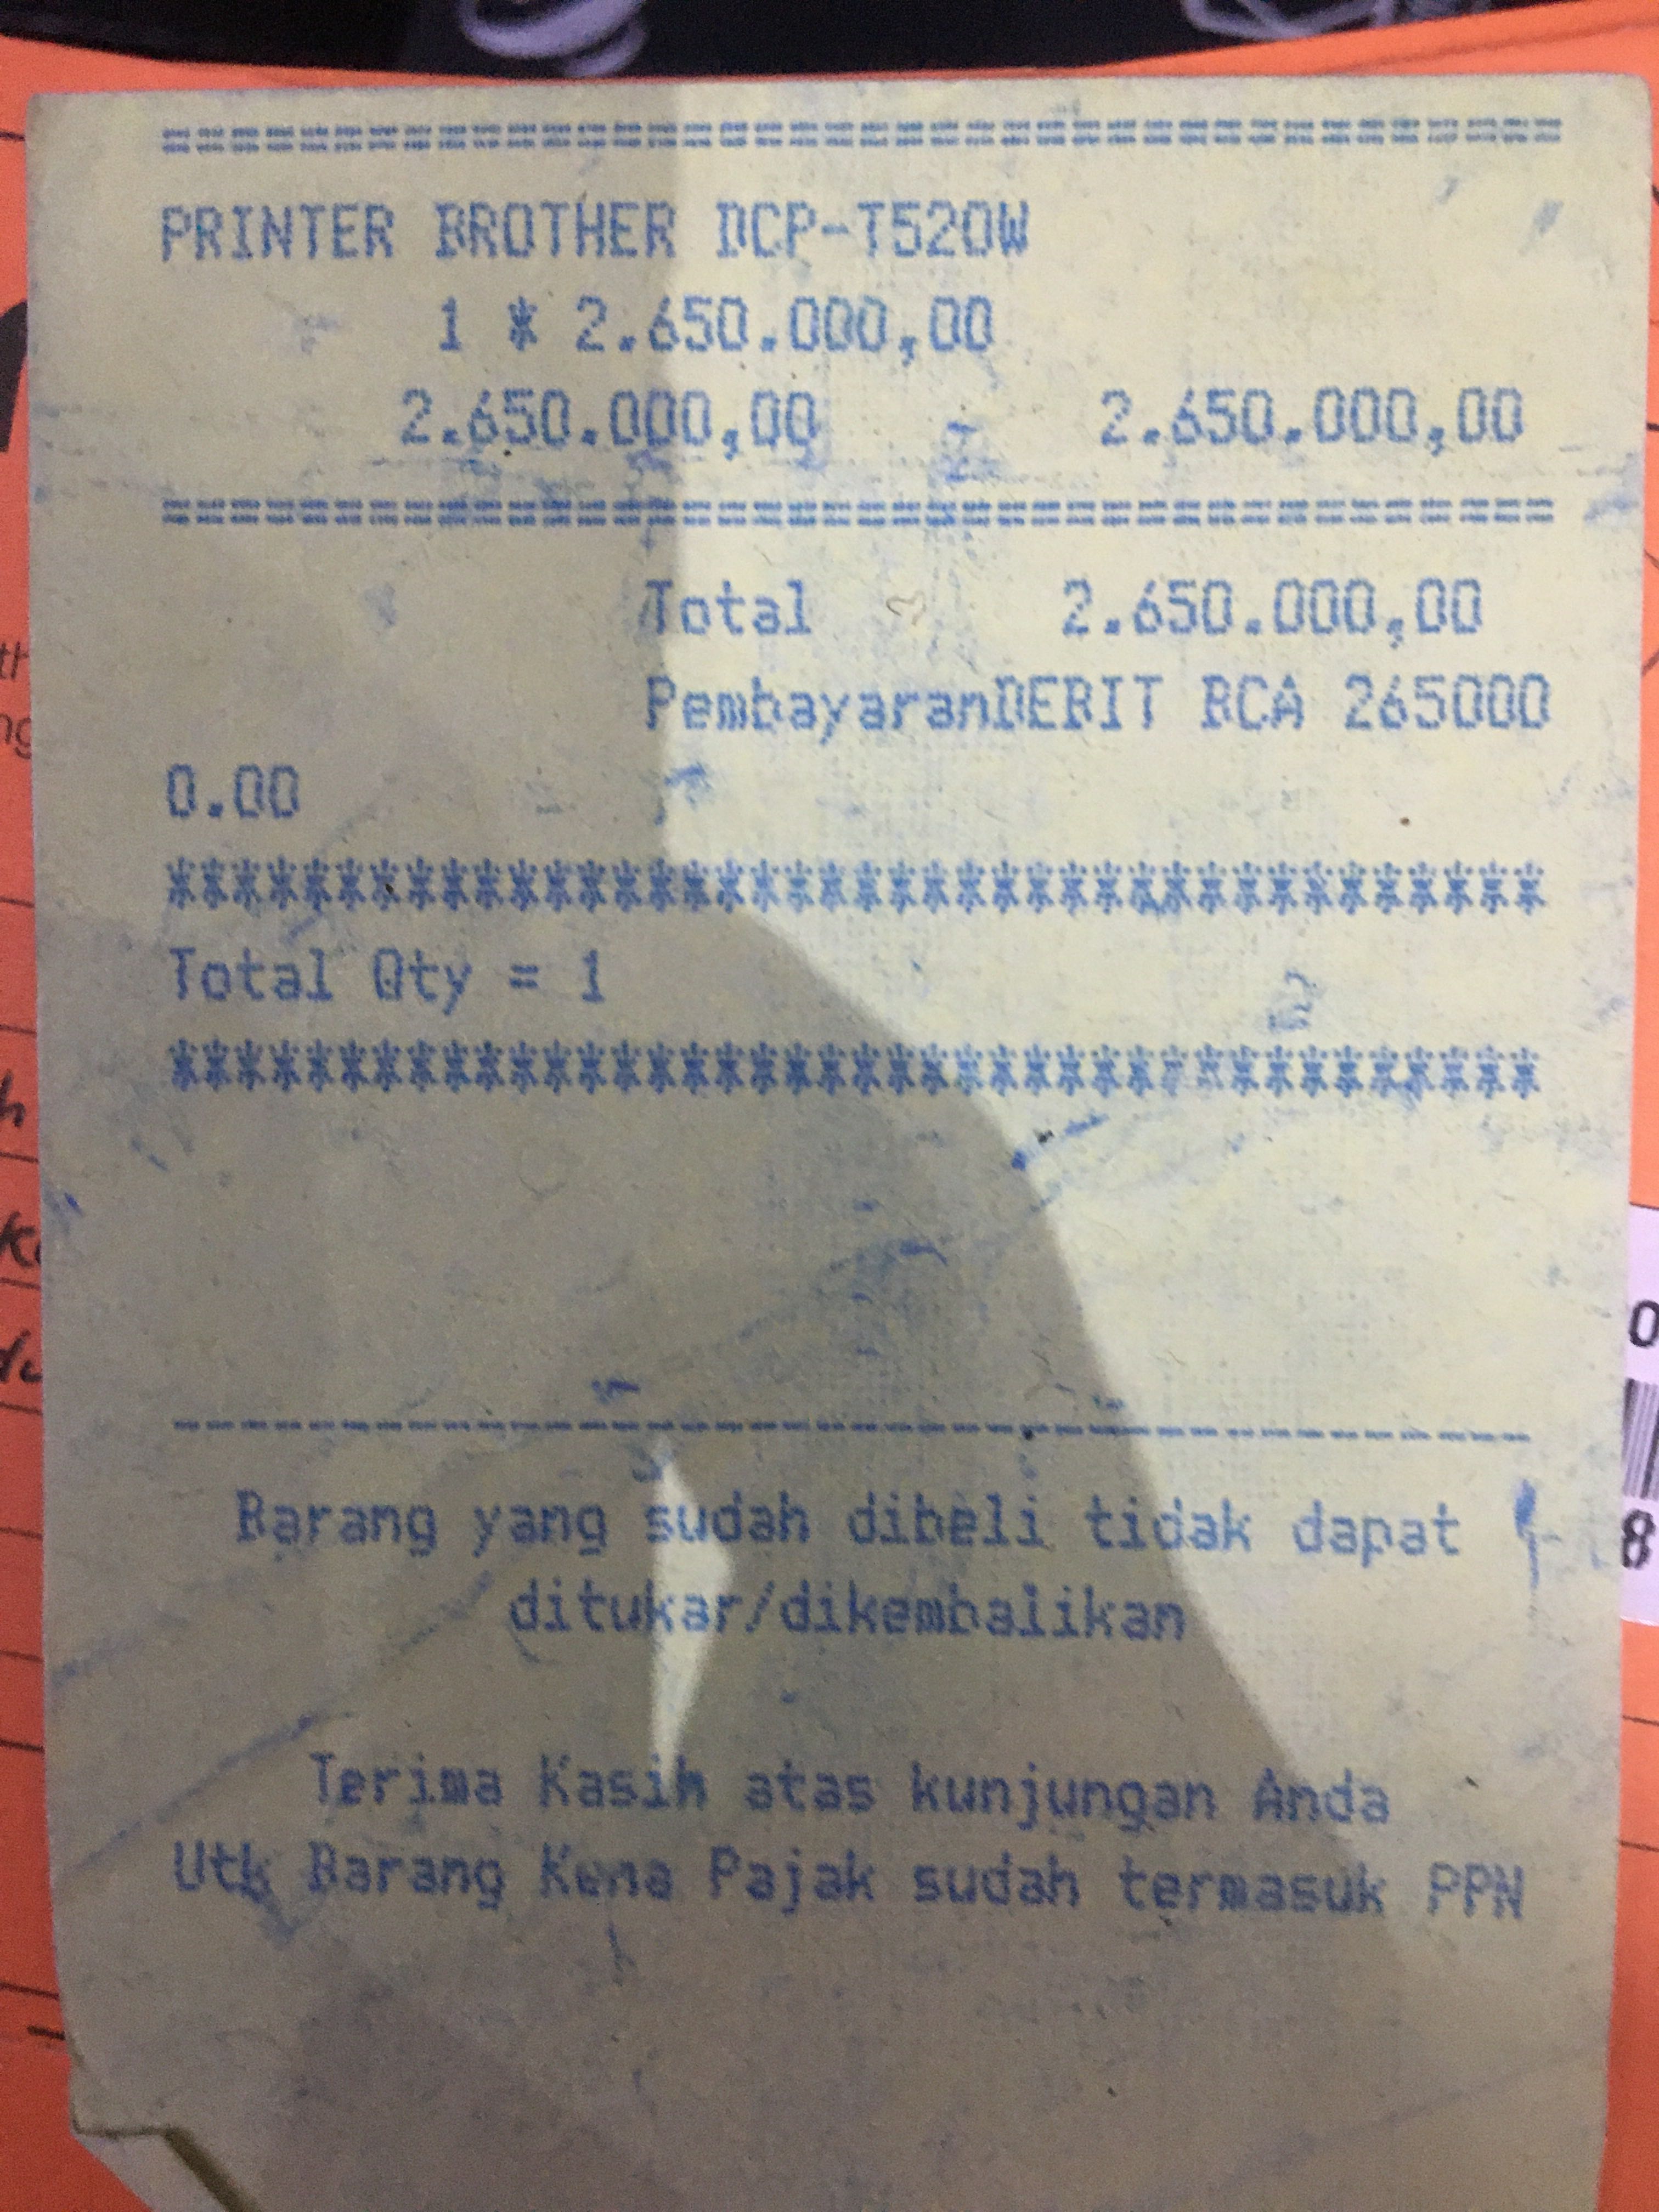 ========================================
PRINTER BROTHER DCP-T520W
1 * 2.650.000,00
2.650.000,00 2.650.000,00
========================================
Total 2.650.000,00
PembayaranDEBIT BCA 265000
0.00
****************************************
Total Qty = 1
****************************************
----------------------------------------
Barang yang sudah dibeli tidak dapat
ditukar/dikembalikan
Terima Kasih atas kunjungan Anda
Utk Barang Kena Pajak sudah termasuk PPN
0
8